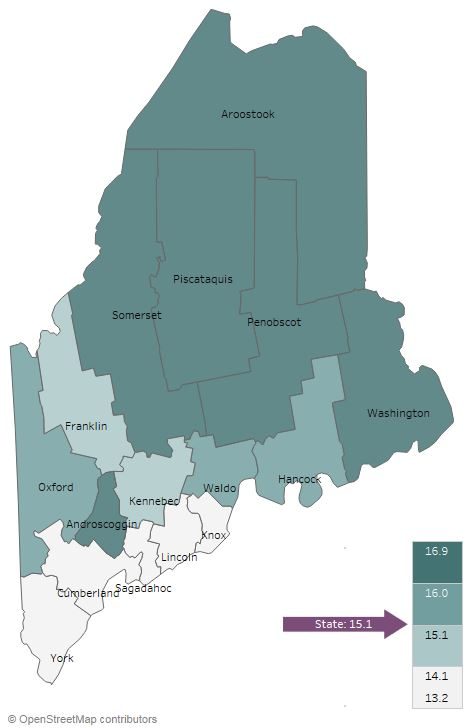 Aroostook
Piscataquis
Somerset
Penobscot
Washington
Franklin
Hancock
Oxford
Waldo
Kennebec
Androscoggin
Knox
Lincoln
Sagadahoc
Cumberland
York
16.9
16.0
State: 15.1
15.1
14.1
13.2
© OpenStreetMap contributors